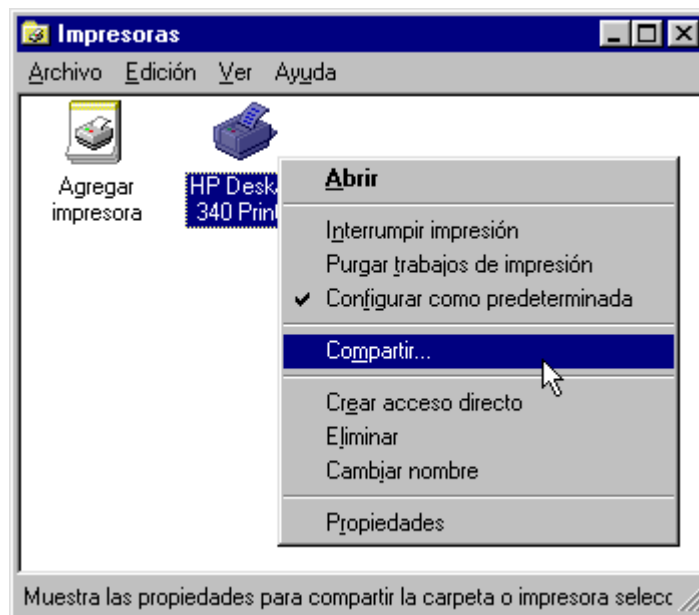 Impresoras
Archivo Edición Ver Ayuda
Agregar
impresora
HP Desk
340 Print
Abrir
Interrumpir impresión
Purgar trabajos de impresión
Configurar como predeterminada
Compartir...
Crear acceso directo
Eliminar
Cambiar nombre
Propiedades
Muestra las propiedades para compartir la carpeta o impresora selecc